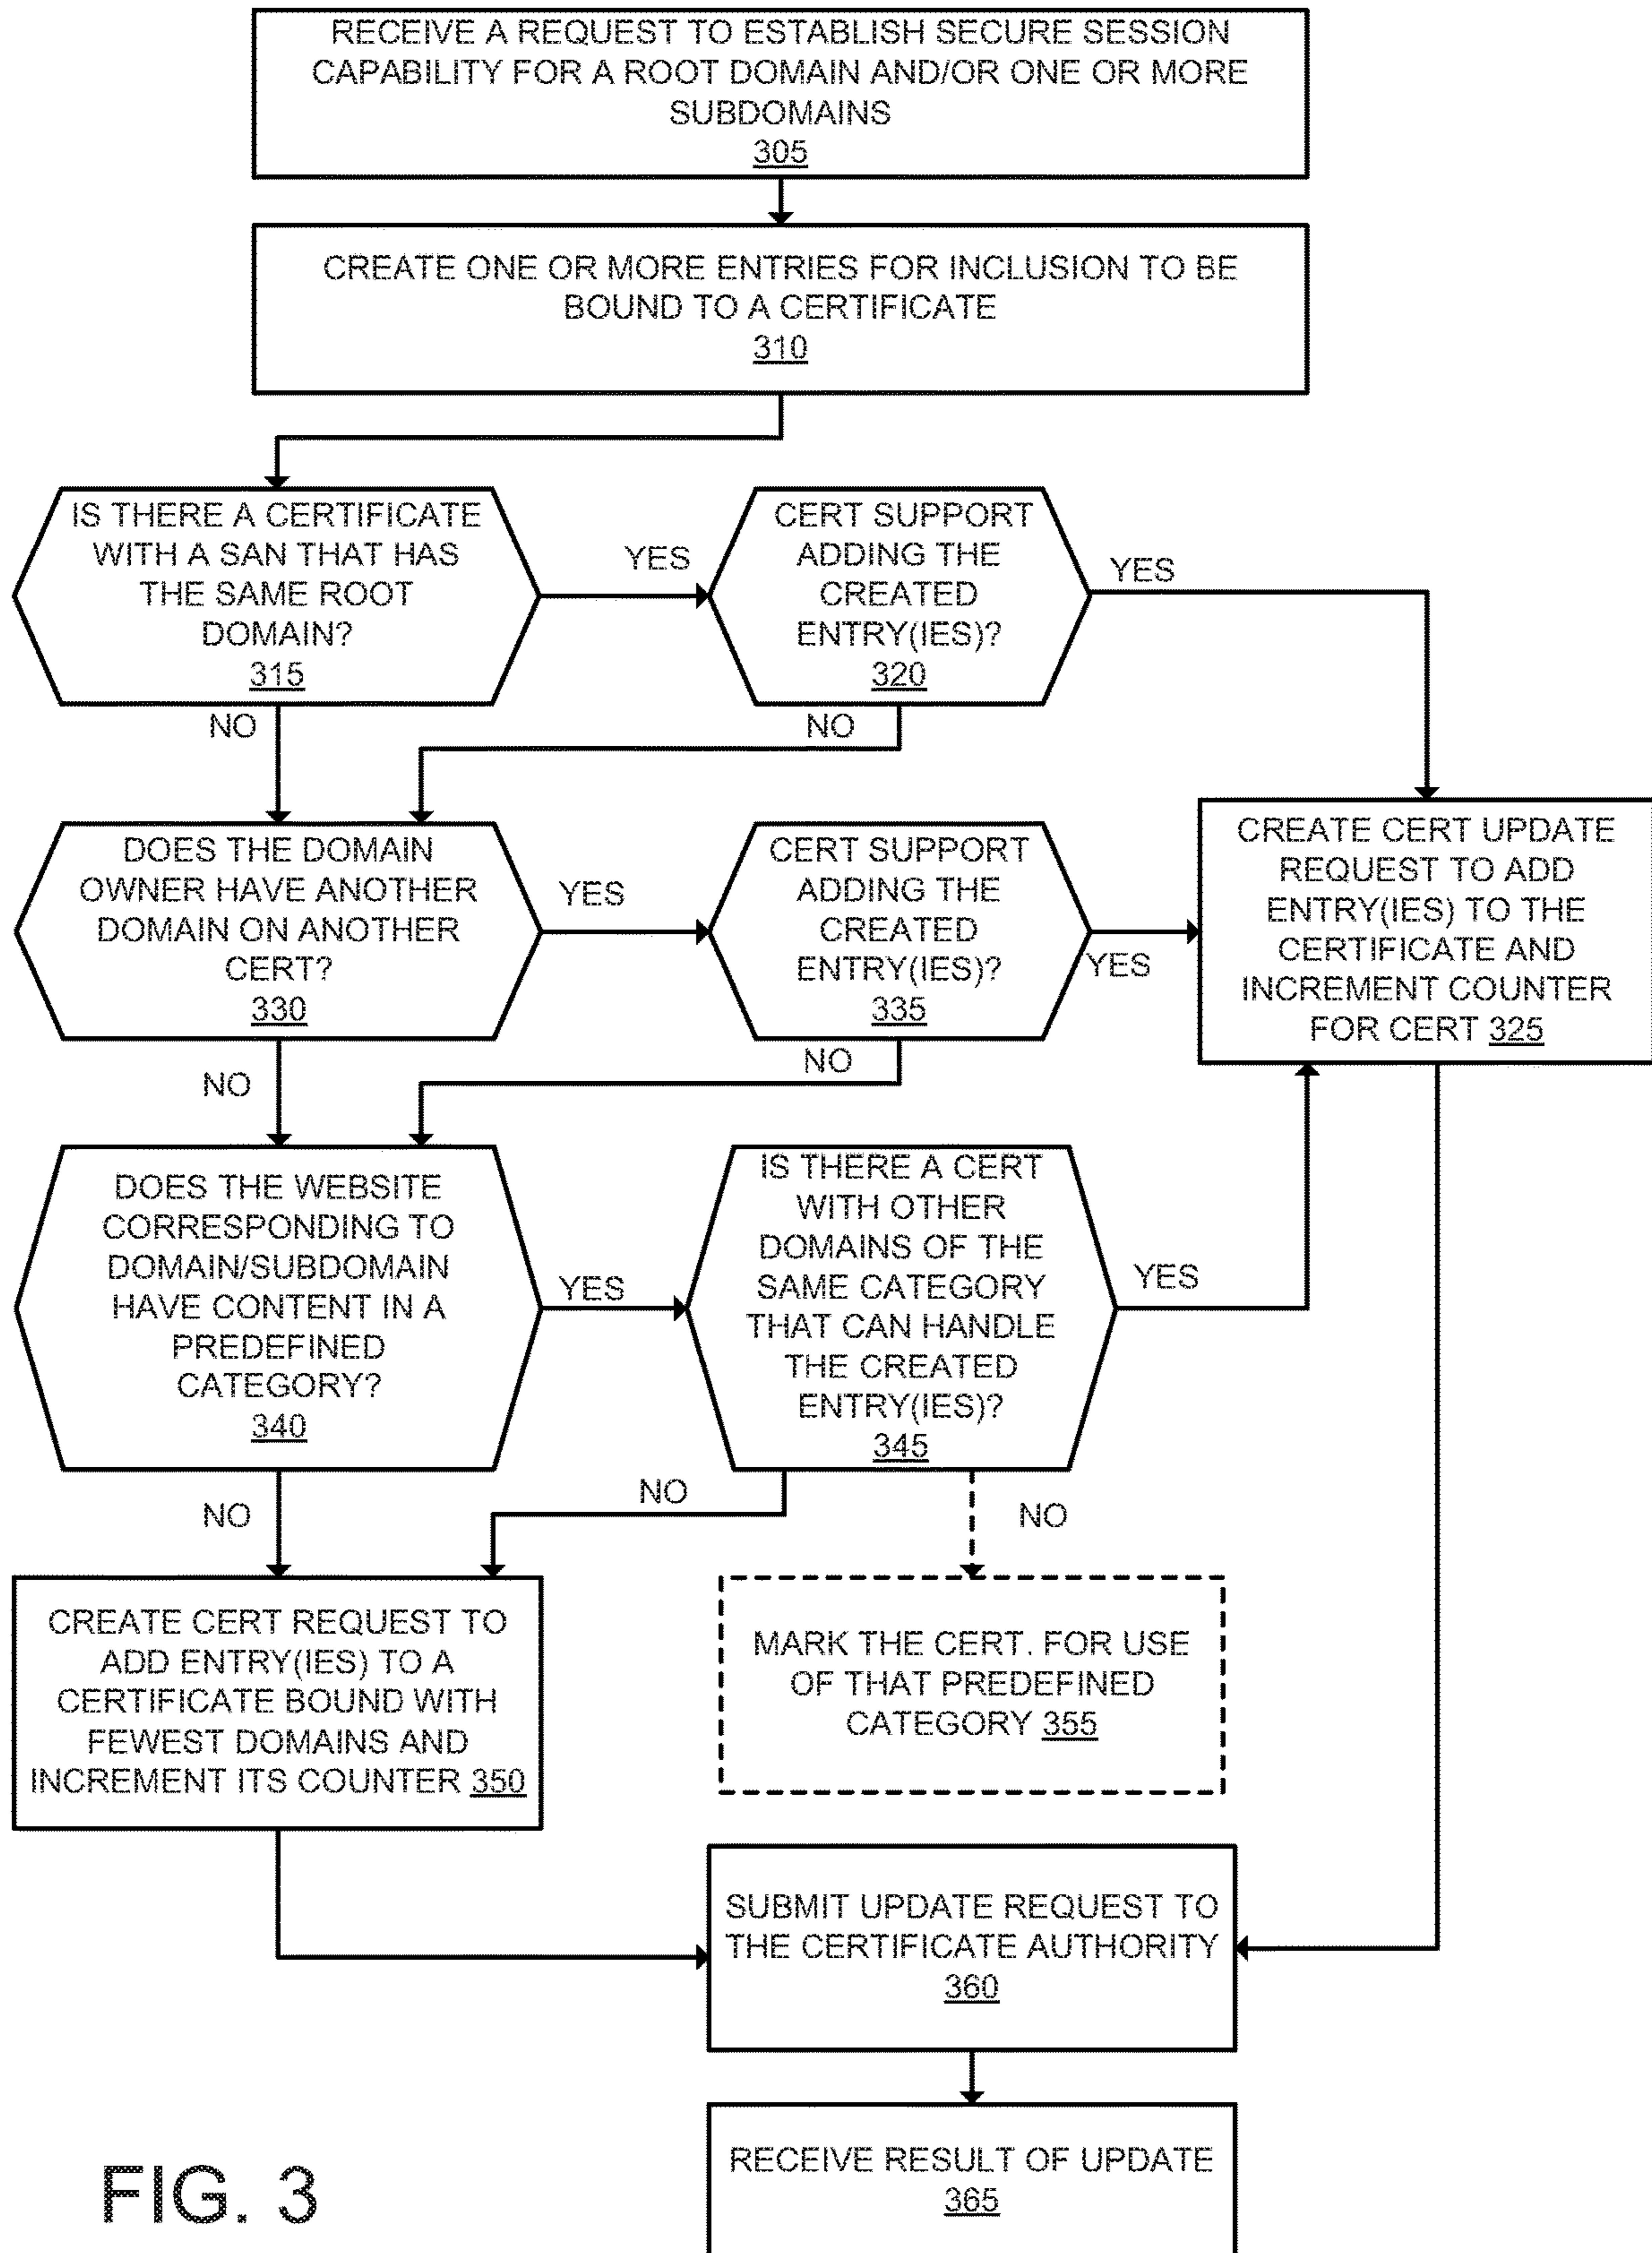 RECEIVE A REQUEST TO ESTABLISH SECURE SESSION
CAPABILITY FOR A ROOT DOMAIN AND/OR ONE OR MORE
SUBDOMAINS
305
CREATE ONE OR MORE ENTRIES FOR INCLUSION TO BE
BOUND TO A CERTIFICATE
310
IS THERE A CERTIFICATE
WITH A SAN THAT HAS
THE SAME ROOT
DOMAIN?
315
YES
NO
CERT SUPPORT
ADDING THE
CREATED
ENTRY(IES)?
320
YES
NO
DOES THE DOMAIN
OWNER HAVE ANOTHER
DOMAIN ON ANOTHER
CERT?
330
YES
NO
CERT SUPPORT
ADDING THE
CREATED
ENTRY(IES)?
335
YES
NO
CREATE CERT UPDATE
REQUEST TO ADD
ENTRY(IES) TO THE
CERTIFICATE AND
INCREMENT COUNTER
FOR CERT 325
DOES THE WEBSITE
CORRESPONDING TO
DOMAIN/SUBDOMAIN
HAVE CONTENT IN A
PREDEFINED
CATEGORY?
340
YES
NO
IS THERE A CERT
WITH OTHER
DOMAINS OF THE
SAME CATEGORY
THAT CAN HANDLE
THE CREATED
ENTRY(IES)?
345
YES
NO
NO
CREATE CERT REQUEST TO
ADD ENTRY(IES) TO A
CERTIFICATE BOUND WITH
FEWEST DOMAINS AND
INCREMENT ITS COUNTER 350
MARK THE CERT. FOR USE
OF THAT PREDEFINED
CATEGORY 355
SUBMIT UPDATE REQUEST TO
THE CERTIFICATE AUTHORITY
360
RECEIVE RESULT OF UPDATE
365
FIG. 3